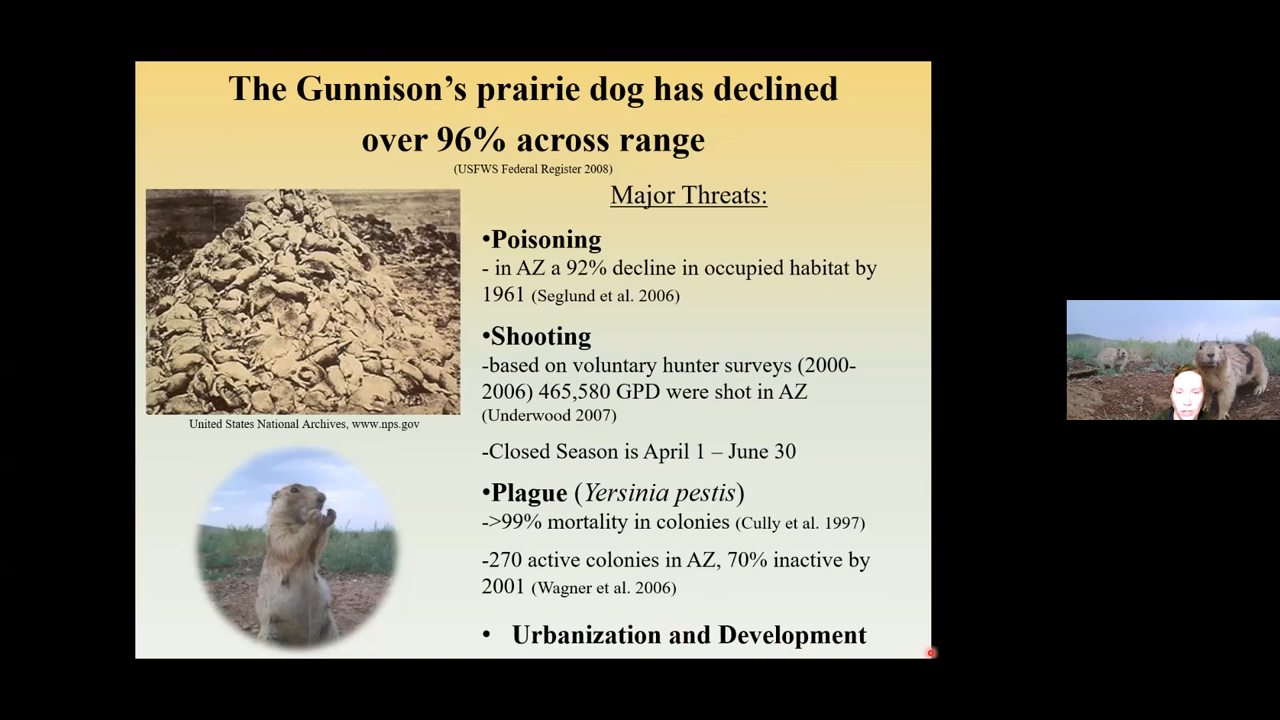 The Gunnison’s prairie dog has declined
over 96% across range
(USFWS Federal Register 2008)
United States National Archives, www.nps.gov
Major Threats:
•Poisoning
- in AZ a 92% decline in occupied habitat by
1961 (Seglund et al. 2006)
•Shooting
-based on voluntary hunter surveys (2000-
2006) 465,580 GPD were shot in AZ
(Underwood 2007)
-Closed Season is April 1 – June 30
•Plague (Yersinia pestis)
->99% mortality in colonies (Cully et al. 1997)
-270 active colonies in AZ, 70% inactive by
2001 (Wagner et al. 2006)
• Urbanization and Development